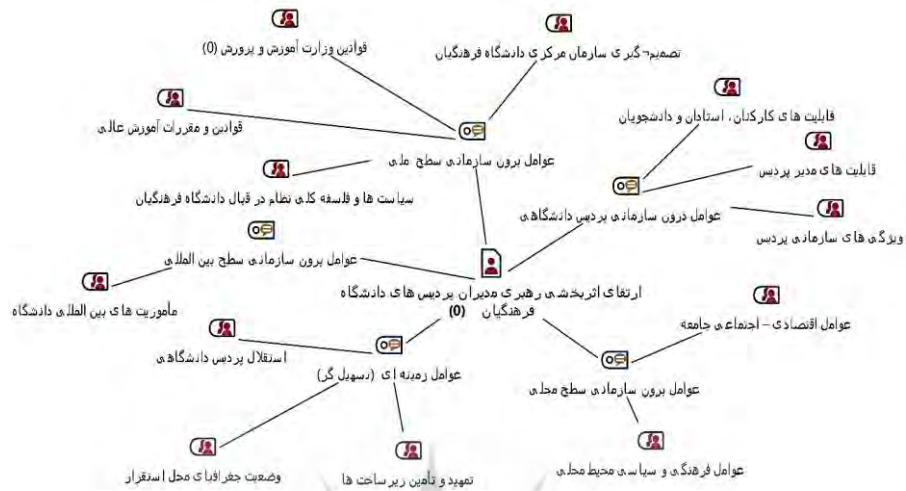 قوانین وزارت آموزش و پرورش (0)
تصمیم¬گیری سازمان مرکزی دانشگاه فرهنگیان
قوانین و مقررات آموزش عالی
قابلیت های کارکنان، استادان و دانشجویان
عوامل برون سازمانی سطح ملی
قابلیت های مدیر پردیس
سیاست ها و فلسفه کلی نظام در قبال دانشگاه فرهنگیان
عوامل درون سازمانی پردیس دانشگاهی
ویژگی های سازمانی پردیس
عوامل برون سازمانی سطح بین المللی
مأموریت های بین المللی دانشگاه
ارتقای اثربخشی رهبری مدیران پردیس های دانشگاه
فرهنگیان (0)
عوامل اقتصادی – اجتماعی جامعه
استقلال پردیس دانشگاهی
عوامل زمینه ای (تسهیل گر)
عوامل برون سازمانی سطح محلی
وضعیت جغرافیای محل استقرار
تمهید و تأمین زیر ساخت ها
عوامل فرهنگی و سیاسی محیط محلی